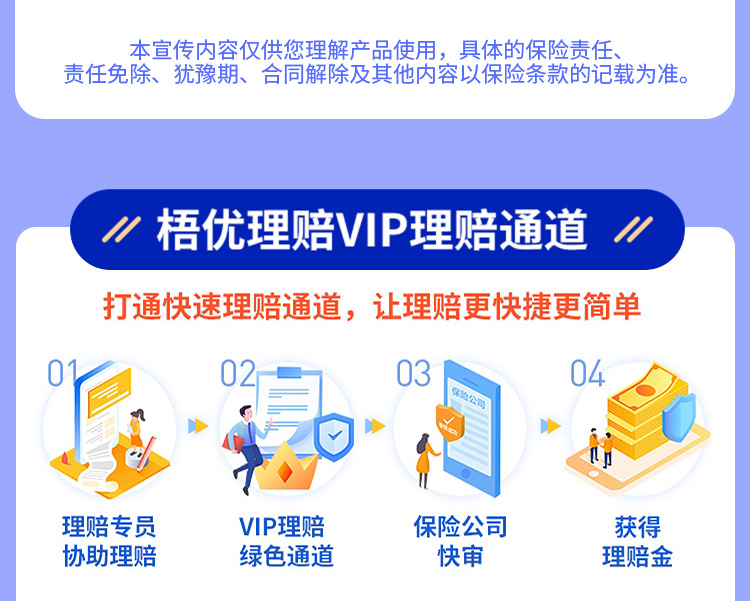 本宣传内容仅供您理解产品使用，具体的保险责任、
责任免除、犹豫期、合同解除及其他内容以保险条款的记载为准。
梧优理赔VIP理赔通道
打通快速理赔通道，让理赔更快捷更简单
01
02
03
04
保险公司
理赔专员
协助理赔
VIP理赔
绿色通道
保险公司
快审
获得
理赔金